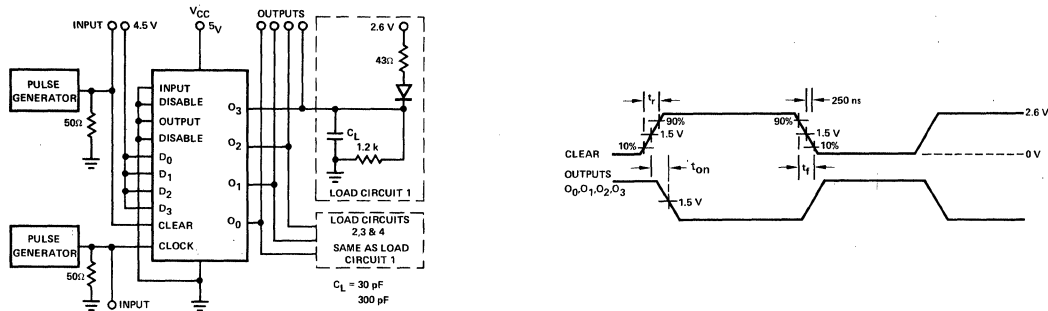 INPUT
4.5 V
VCC
5V
OUTPUTS
2.6 V
43Ω
PULSE
GENERATOR
50Ω
INPUT
DISABLE
OUTPUT
DISABLE
D0
D1
D2
D3
CLEAR
CLOCK
O3
O2
O1
O0
CL
1.2 k
LOAD CIRCUIT 1
LOAD CIRCUITS
2,3 & 4
SAME AS LOAD
CIRCUIT 1
PULSE
GENERATOR
50Ω
INPUT
CL = 30 pF
300 pF
tr
250 ns
90%
1.5 V
10%
90%
1.5 V
10%
2.6 V
0 V
CLEAR
ton
tf
OUTPUTS
O0,O1,O2,O3
1.5 V